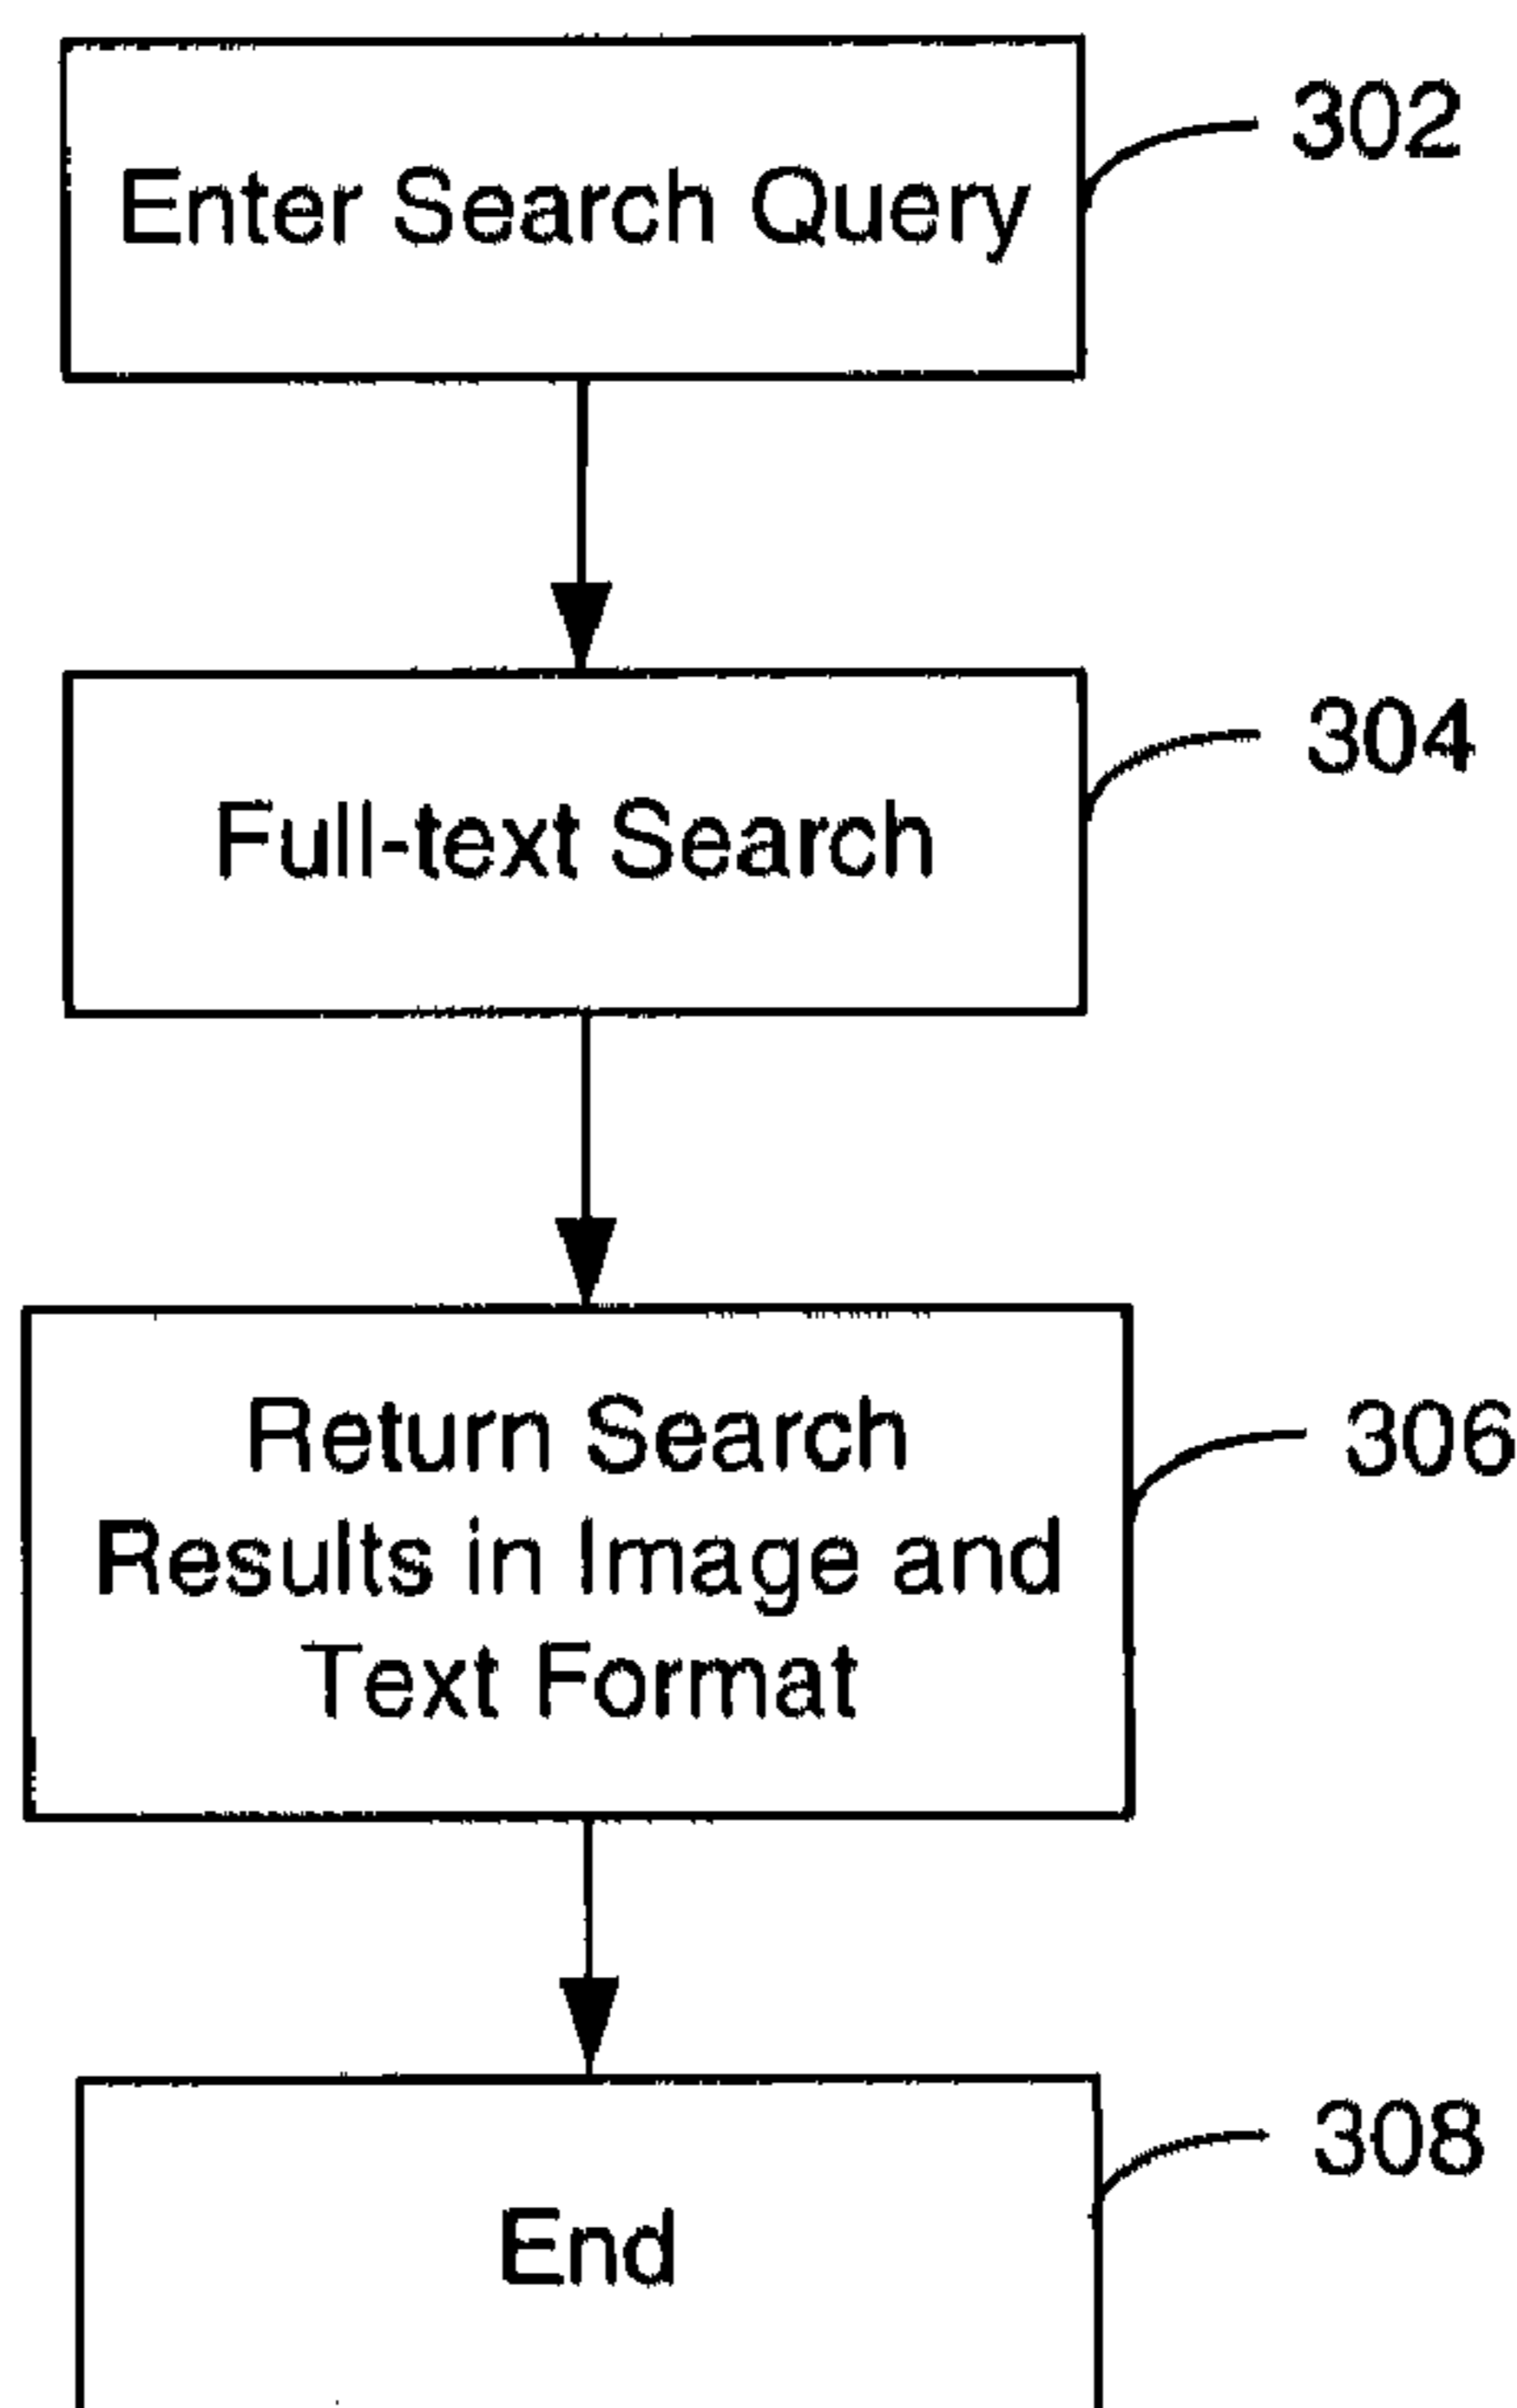 302
Enter Search Query
304
Full-text Search
306
Return Search
Results in Image and
Text Format
308
End